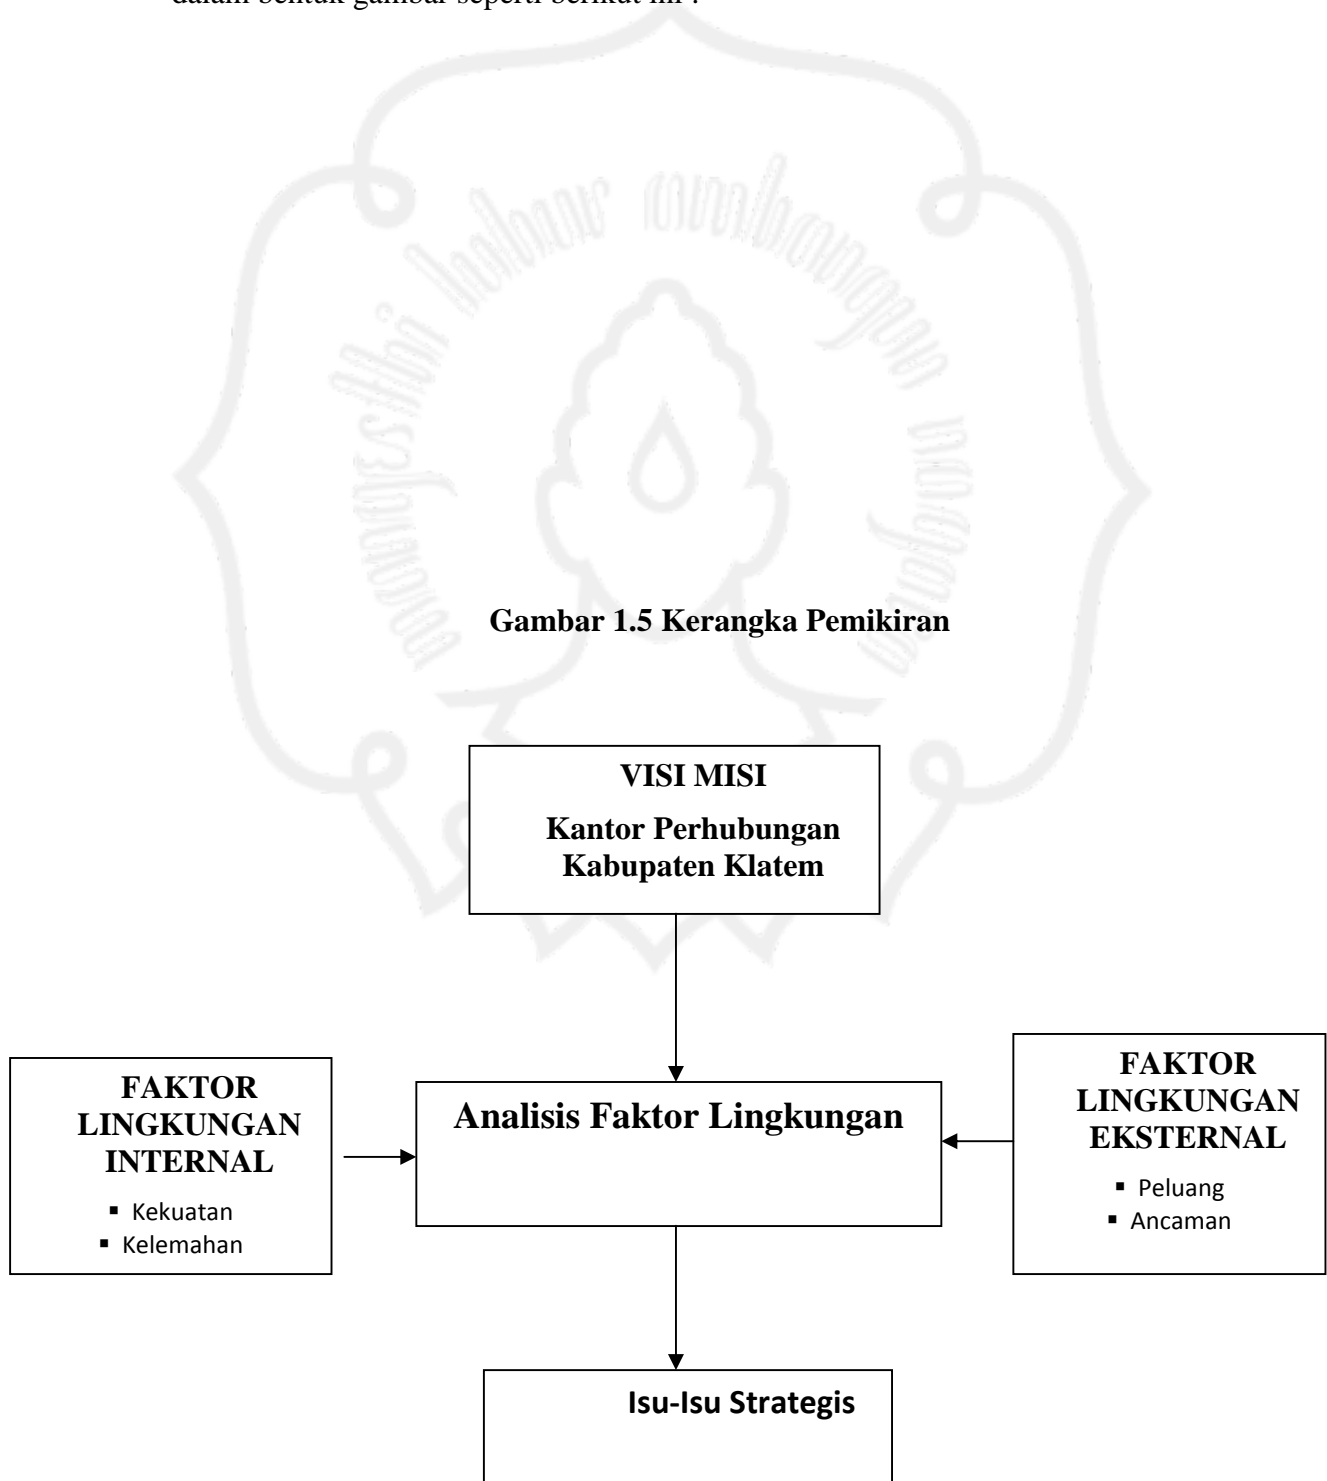 dalam bentuk gambar seperti berikut ini :
Gambar 1.5 Kerangka Pemikiran
VISI MISI
Kantor Perhubungan
Kabupaten Klatem
FAKTOR
LINGKUNGAN
INTERNAL
▪ Kekuatan
▪ Kelemahan
Analisis Faktor Lingkungan
FAKTOR
LINGKUNGAN
EKSTERNAL
▪ Peluang
▪ Ancaman
Isu-Isu Strategis